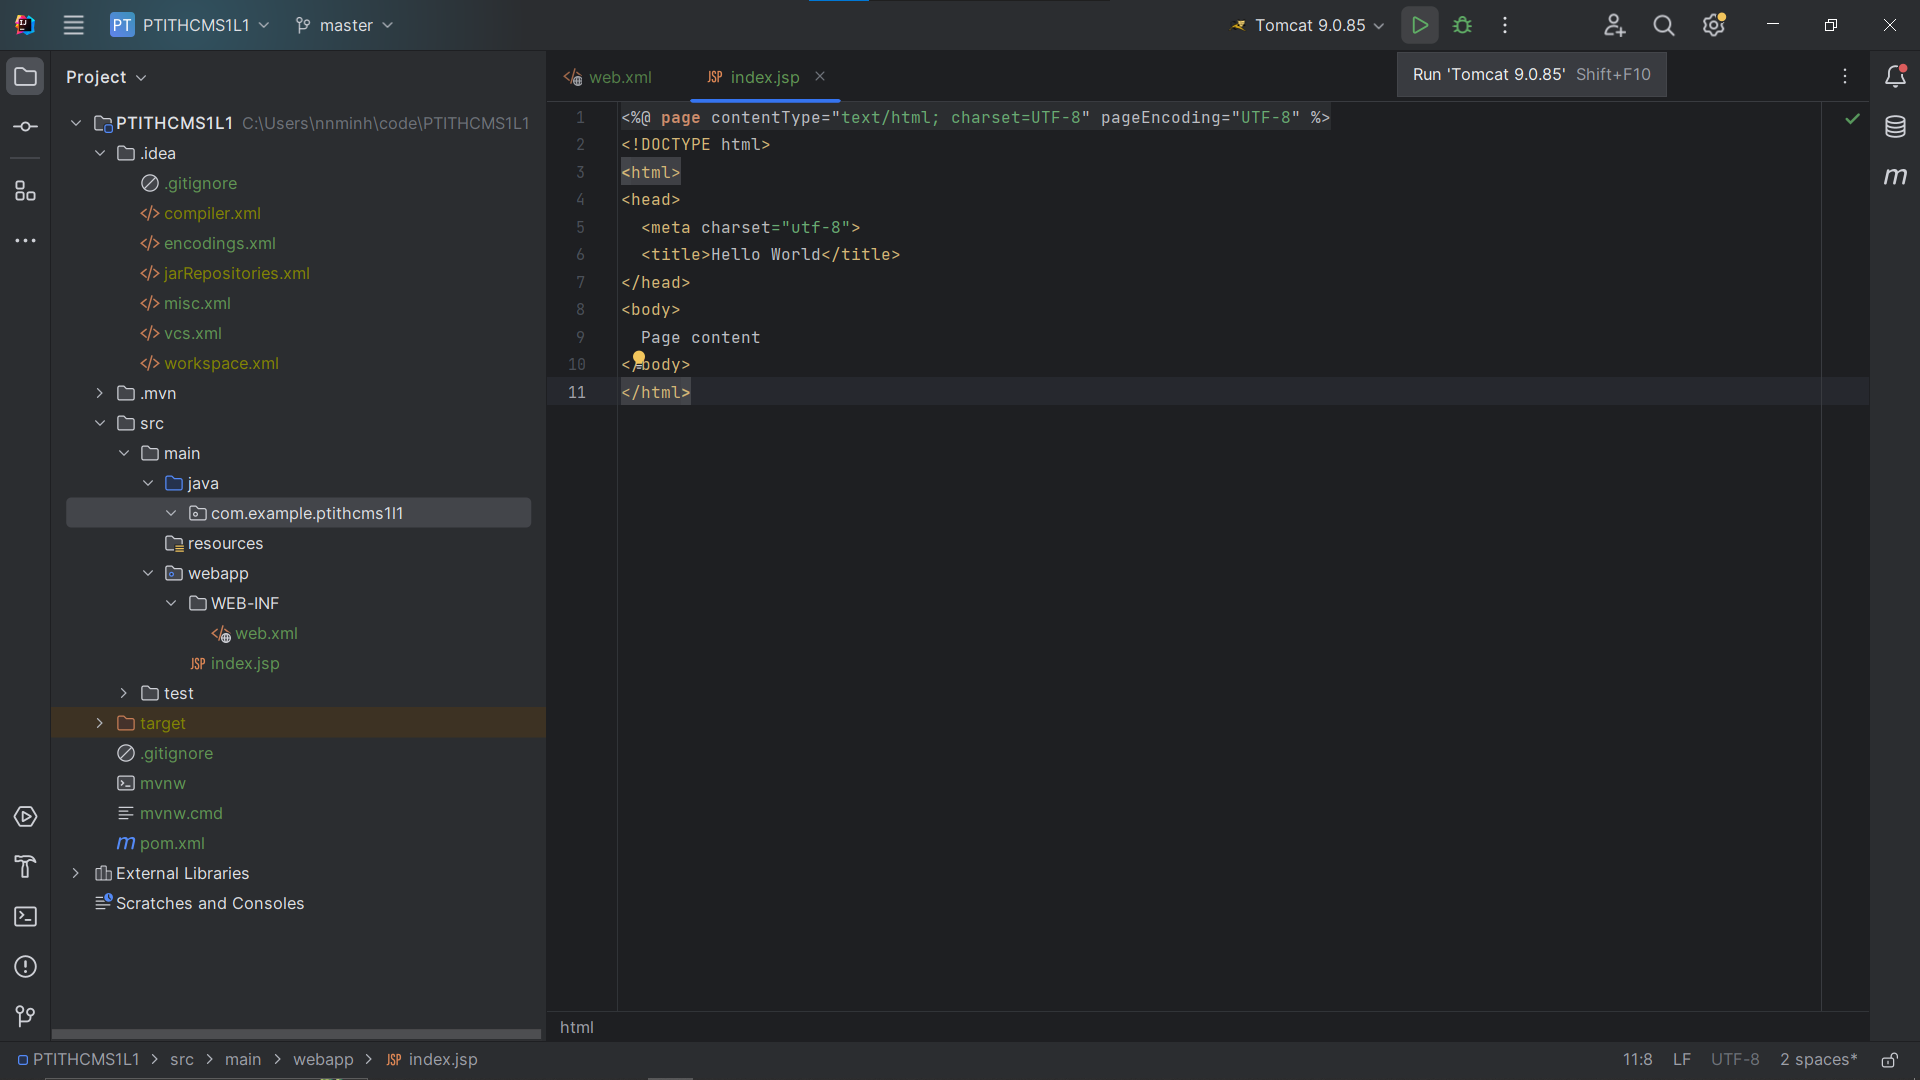 PT PTITHCMS1L1 master Tomcat 9.0.85
Project
web.xml
JSP index.jsp
Run 'Tomcat 9.0.85' Shift+F10
PTITHCMS1L1 C:\Users\nnminh\code\PTITHCMS1L1
.idea
.gitignore
</> compiler.xml
</> encodings.xml
</> jarRepositories.xml
</> misc.xml
</> vcs.xml
</> workspace.xml
.mvn
src
main
java
com.example.ptithcms1l1
resources
webapp
WEB-INF
web.xml
JSP index.jsp
test
target
.gitignore
mvnw
mvnw.cmd
m pom.xml
External Libraries
Scratches and Consoles
1 <%@ page contentType="text/html; charset=UTF-8" pageEncoding="UTF-8" %>
2 <!DOCTYPE html>
3 <html>
4 <head>
5 <meta charset="utf-8">
6 <title>Hello World</title>
7 </head>
8 <body>
9 Page content
10 </body>
11 </html>
m
html
PTITHCMS1L1 > src > main > webapp > JSP index.jsp
11:8 LF UTF-8 2 spaces*